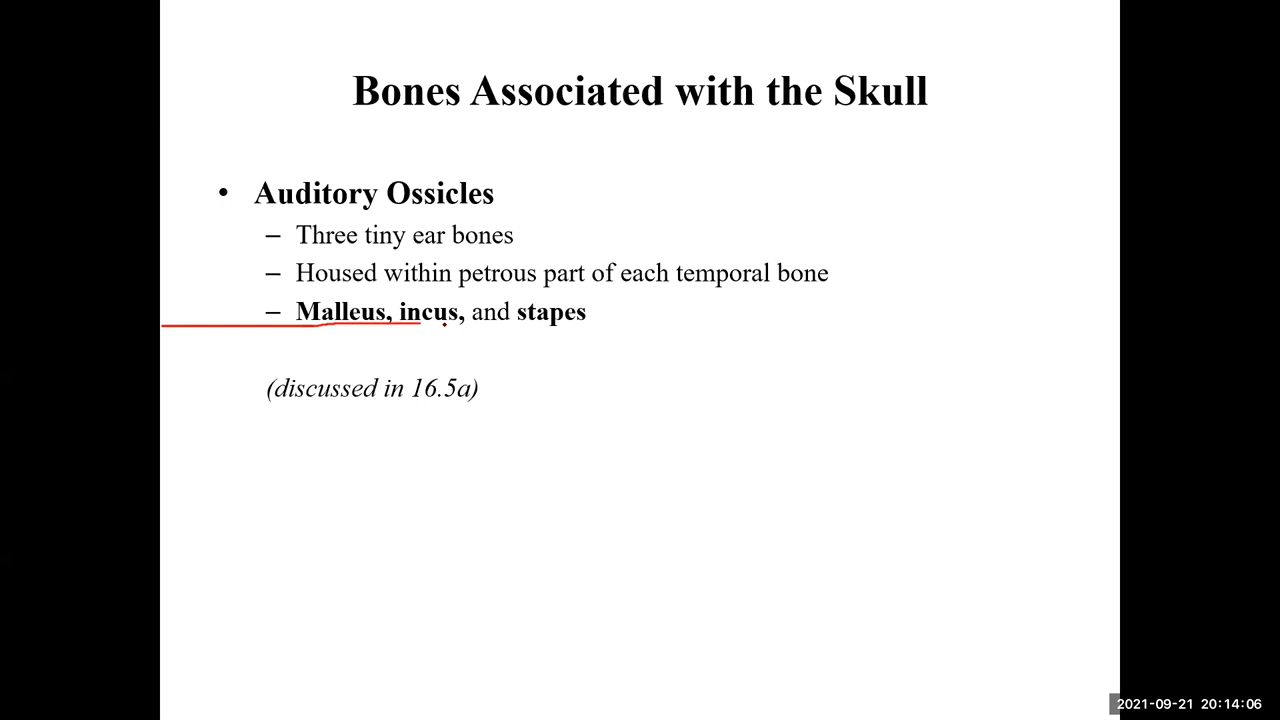 Bones Associated with the Skull
• Auditory Ossicles
– Three tiny ear bones
– Housed within petrous part of each temporal bone
– Malleus, incus, and stapes
(discussed in 16.5a)
2021-09-21 20:14:06